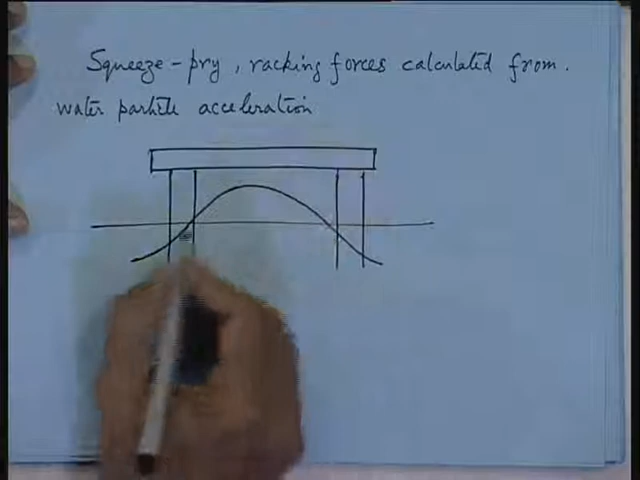 Squeeze-pry, racking forces calculated from.
water particle acceleration